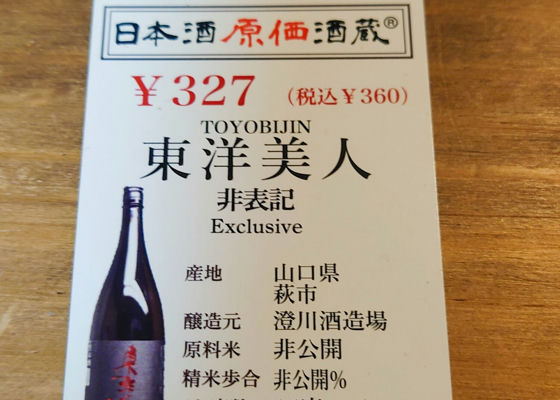 日本酒原価酒蔵®
￥327 （税込￥360）
TOYOBIJIN
東洋美人
非表記
Exclusive
産地 山口県
萩市
醸造元 澄川酒造場
原料米 非公開
精米歩合 非公開%